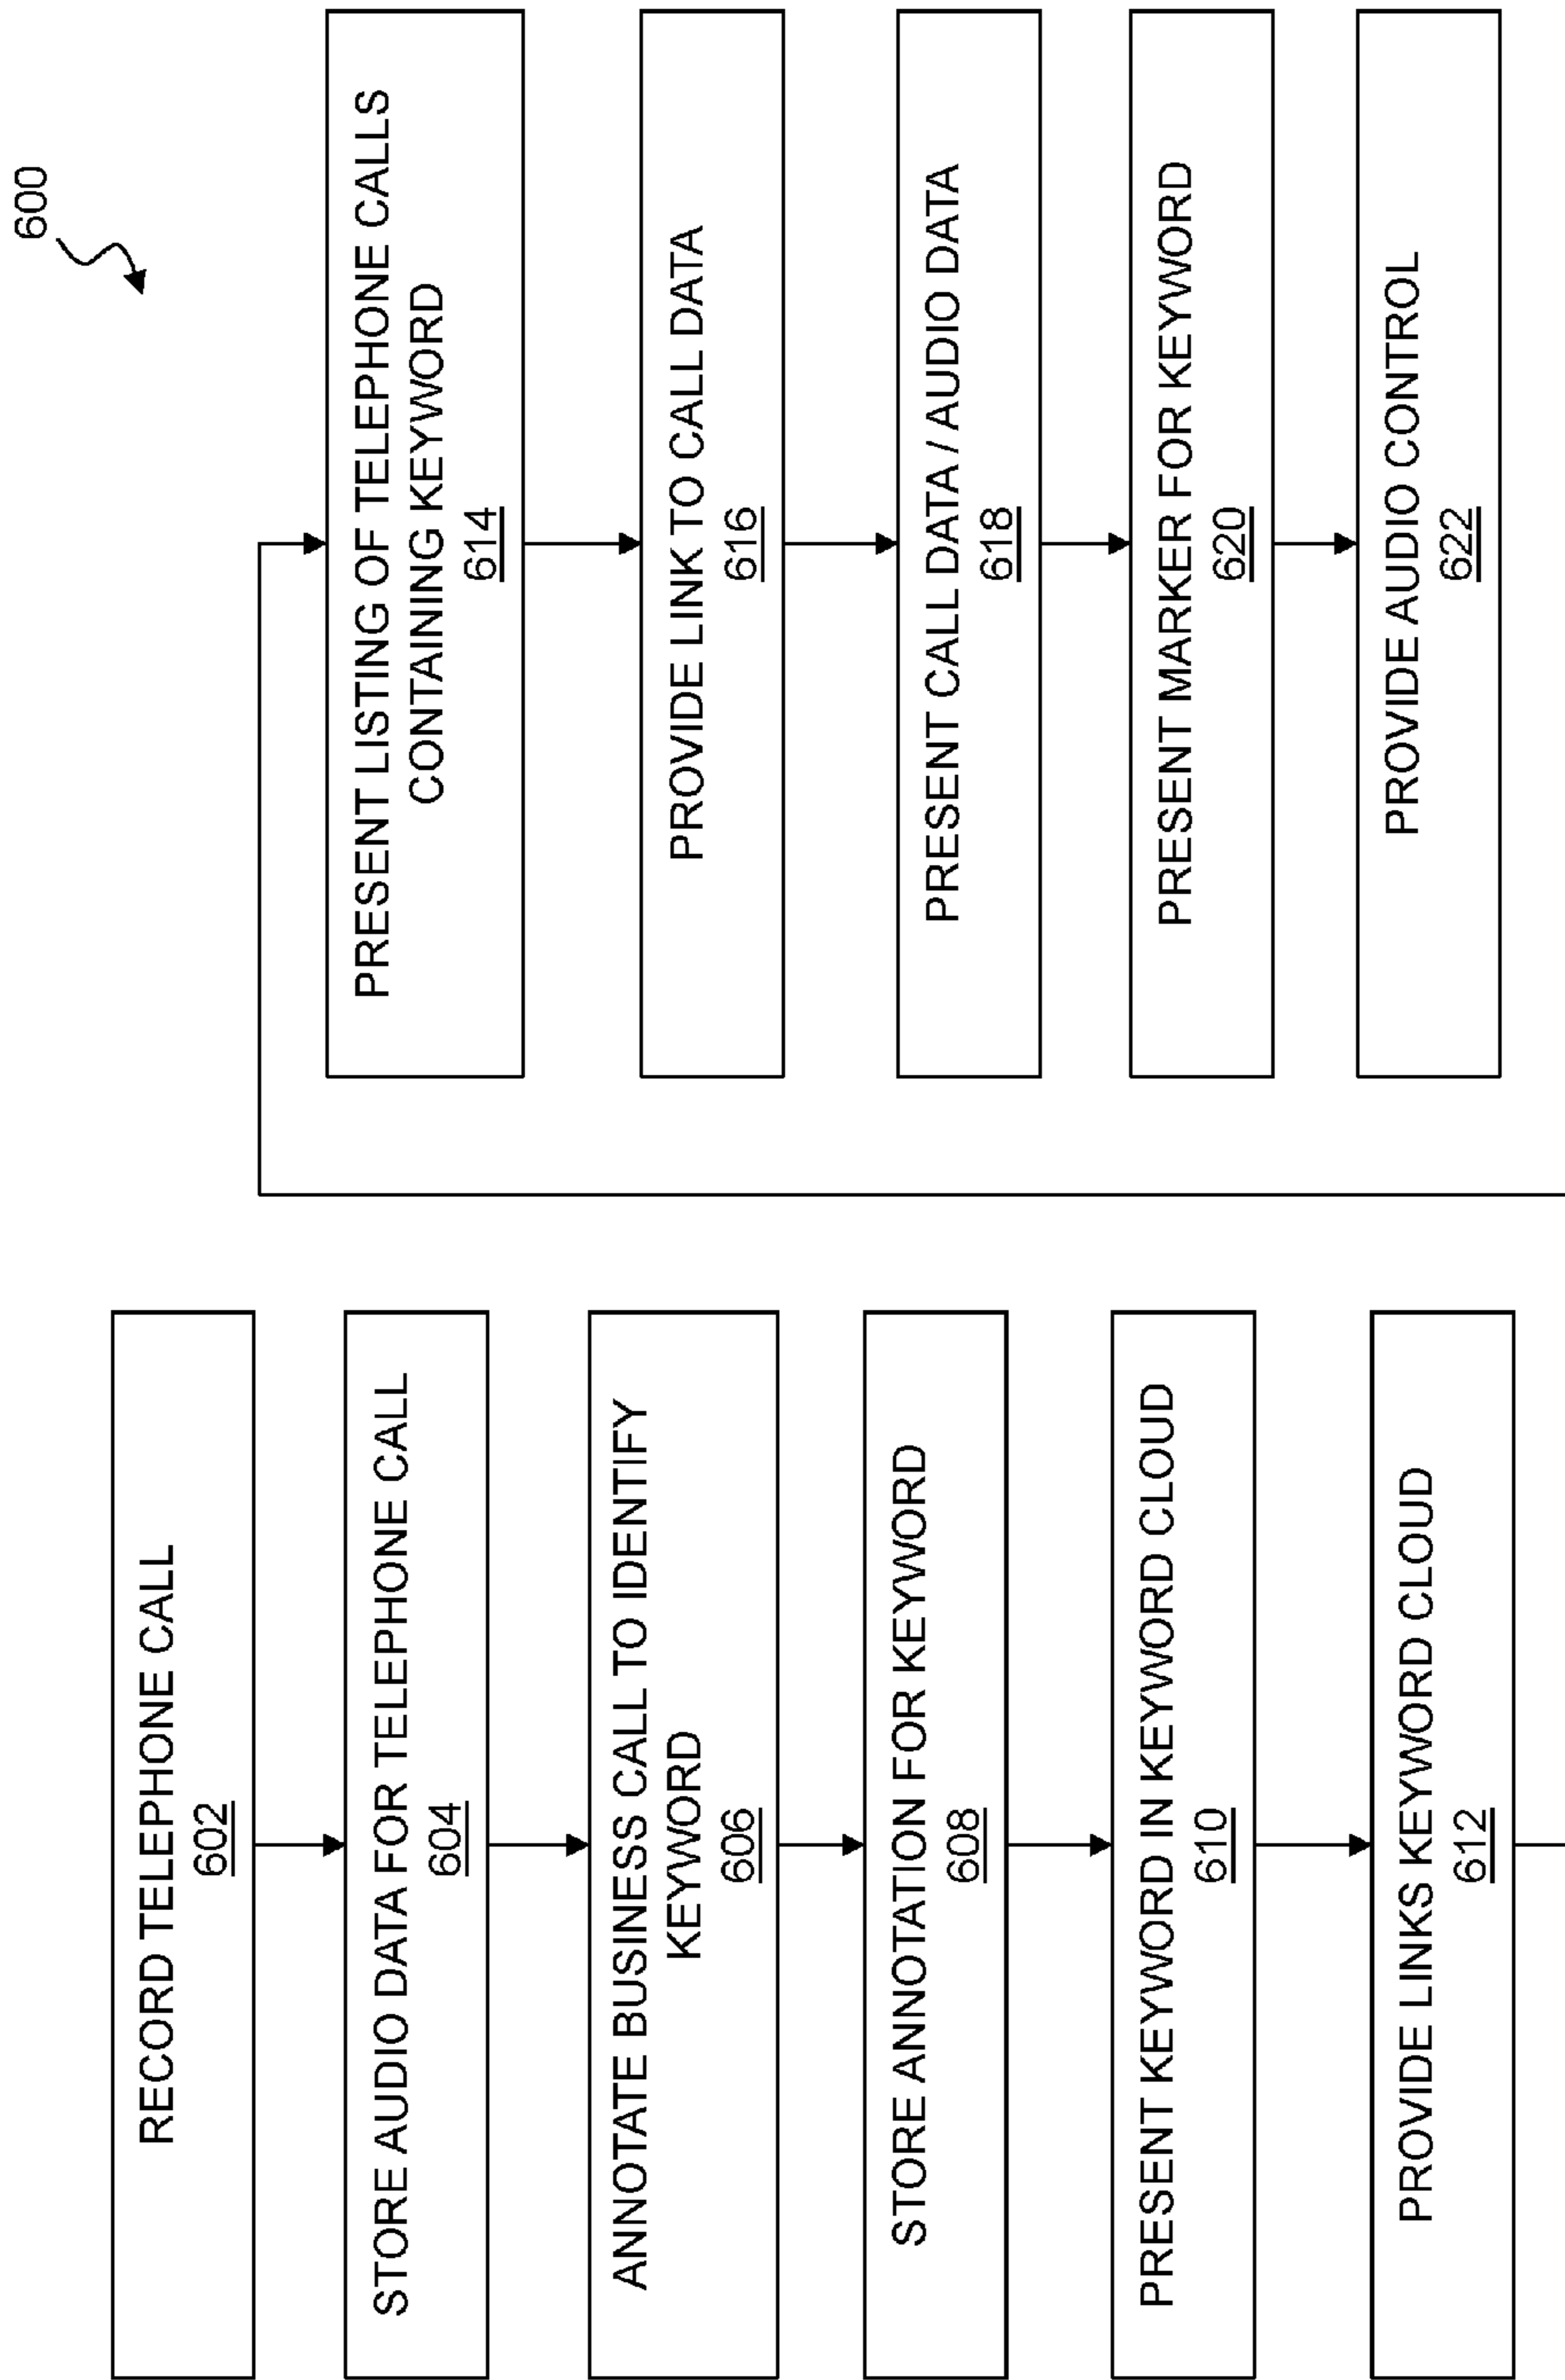 600
RECORD TELEPHONE CALL
602
STORE AUDIO DATA FOR TELEPHONE CALL
604
ANNOTATE BUSINESS CALL TO IDENTIFY
KEYWORD
606
STORE ANNOTATION FOR KEYWORD
608
PRESENT KEYWORD IN KEYWORD CLOUD
610
PROVIDE LINKS KEYWORD CLOUD
612
PRESENT LISTING OF TELEPHONE CALLS
CONTAINING KEYWORD
614
PROVIDE LINK TO CALL DATA
616
PRESENT CALL DATA / AUDIO DATA
618
PRESENT MARKER FOR KEYWORD
620
PROVIDE AUDIO CONTROL
622